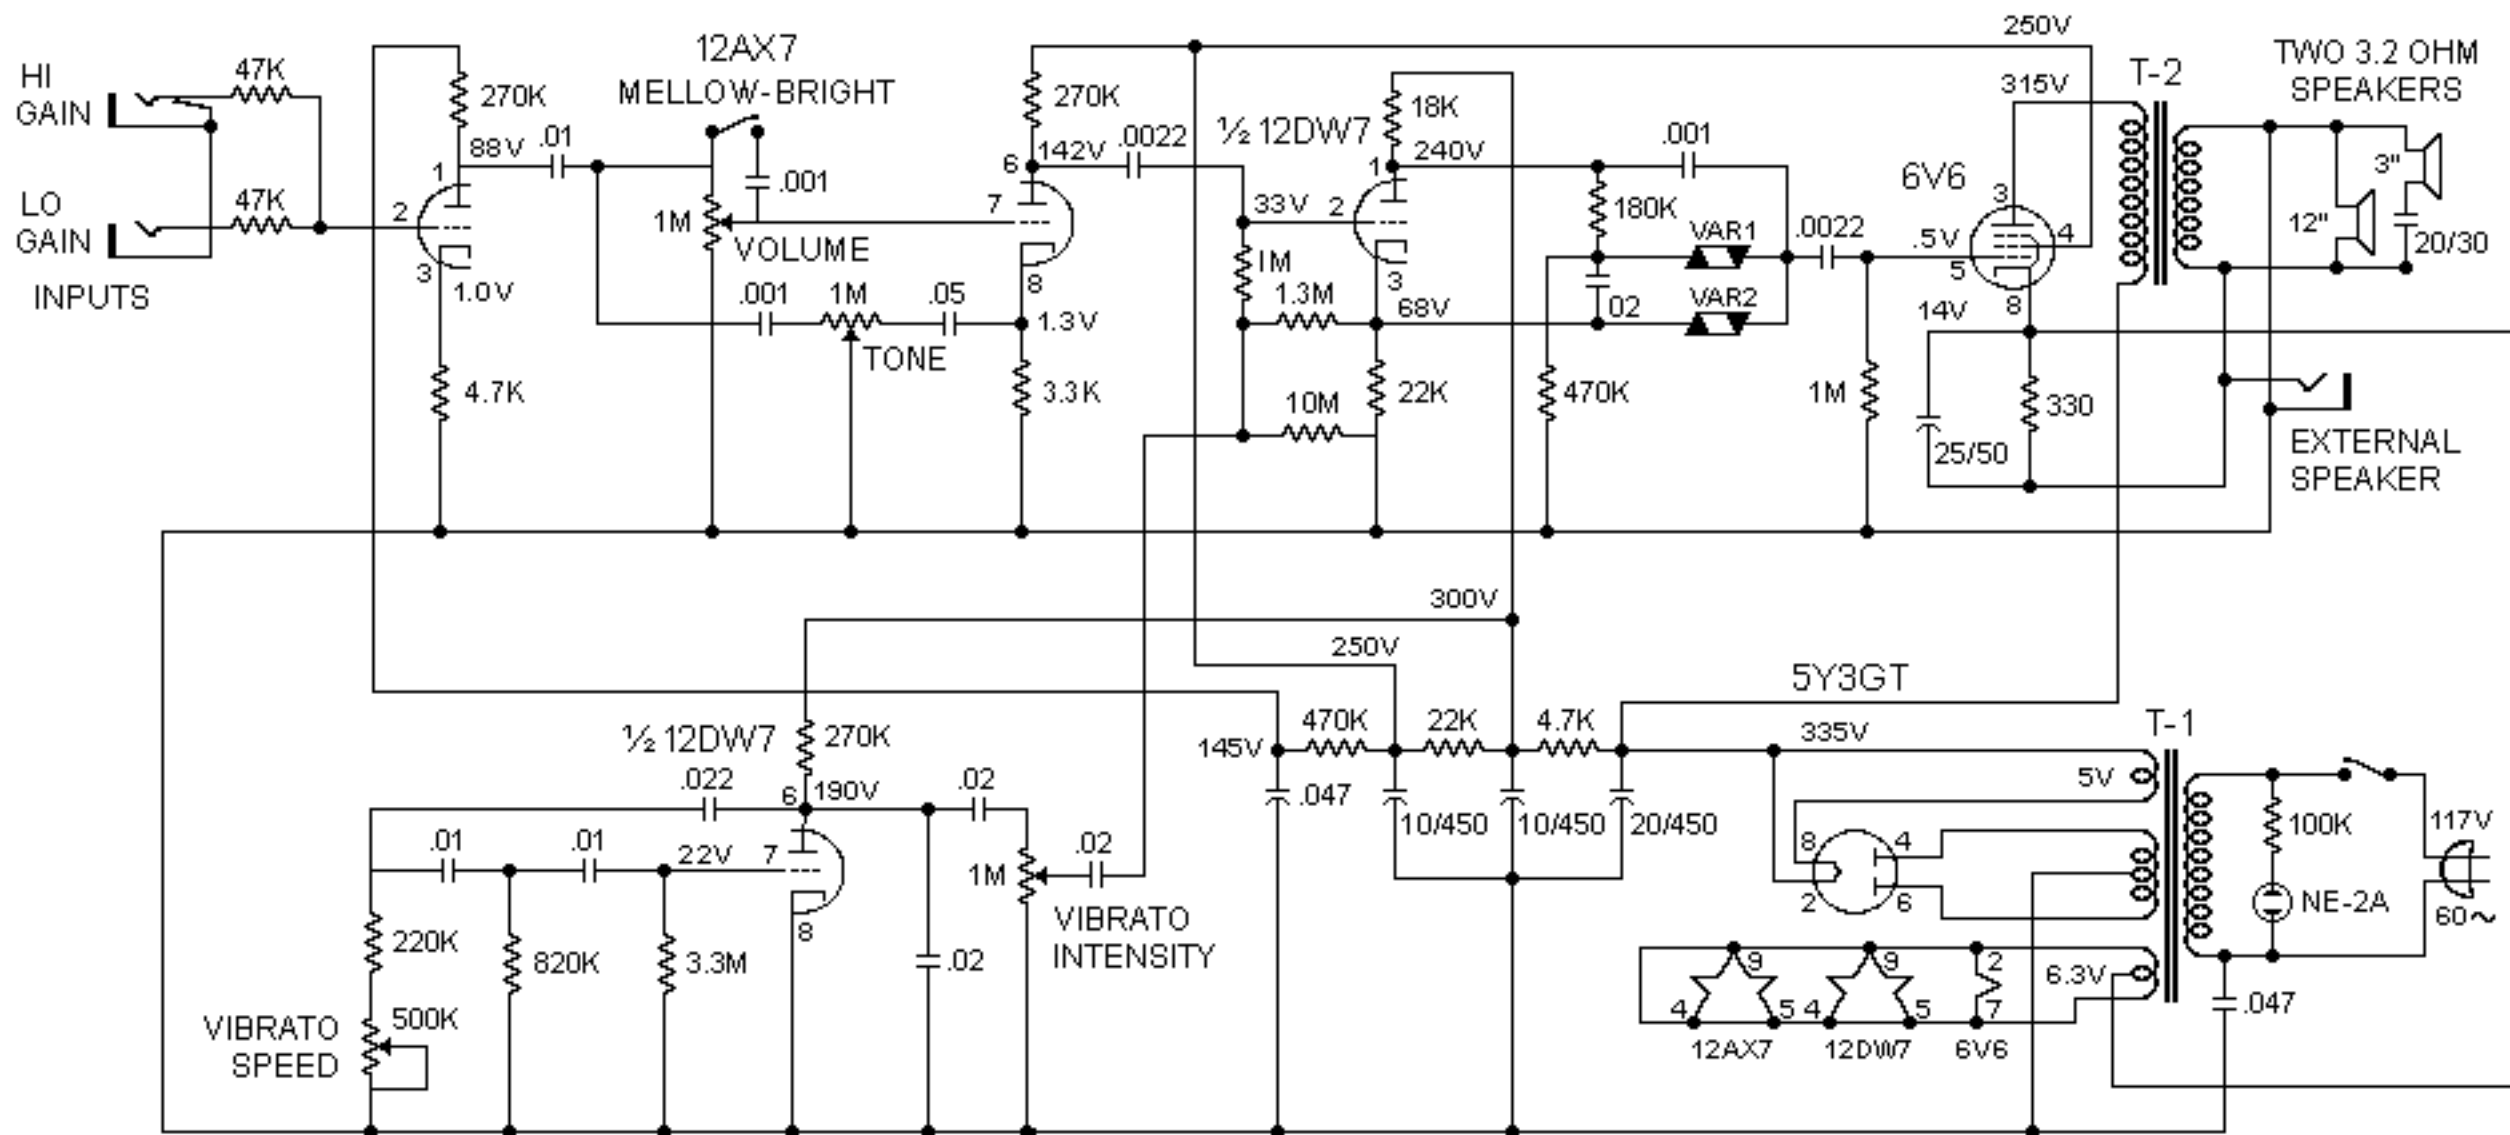 HI
GAIN
47K
LO
GAIN
47K
INPUTS
270K
88V
.01
1
2
3
1.0V
4.7K
12AX7
MELLOW-BRIGHT
.001
1M
VOLUME
.001
1M
.05
TONE
270K
6
142V
.0022
7
8
1.3V
3.3K
½ 12DW7
18K
1
240V
33V
2
3
1M
1.3M
68V
10M
22K
.001
180K
VAR1
.02
VAR2
.0022
470K
1M
250V
315V
6V6
3
.5V
4
5
14V
8
25/50
330
T-2
TWO 3.2 OHM
SPEAKERS
3"
12"
20/30
EXTERNAL
SPEAKER
300V
250V
½ 12DW7
270K
.022
6
190V
.02
.01
.01
22V
7
8
1M
.02
VIBRATO
INTENSITY
220K
820K
3.3M
.02
VIBRATO
SPEED
500K
145V
470K
22K
4.7K
335V
.047
10/450
10/450
20/450
5Y3GT
T-1
5V
8
4
2
6
100K
117V
NE-2A
60~
9
9
2
6.3V
4
5
4
5
7
.047
12AX7
12DW7
6V6